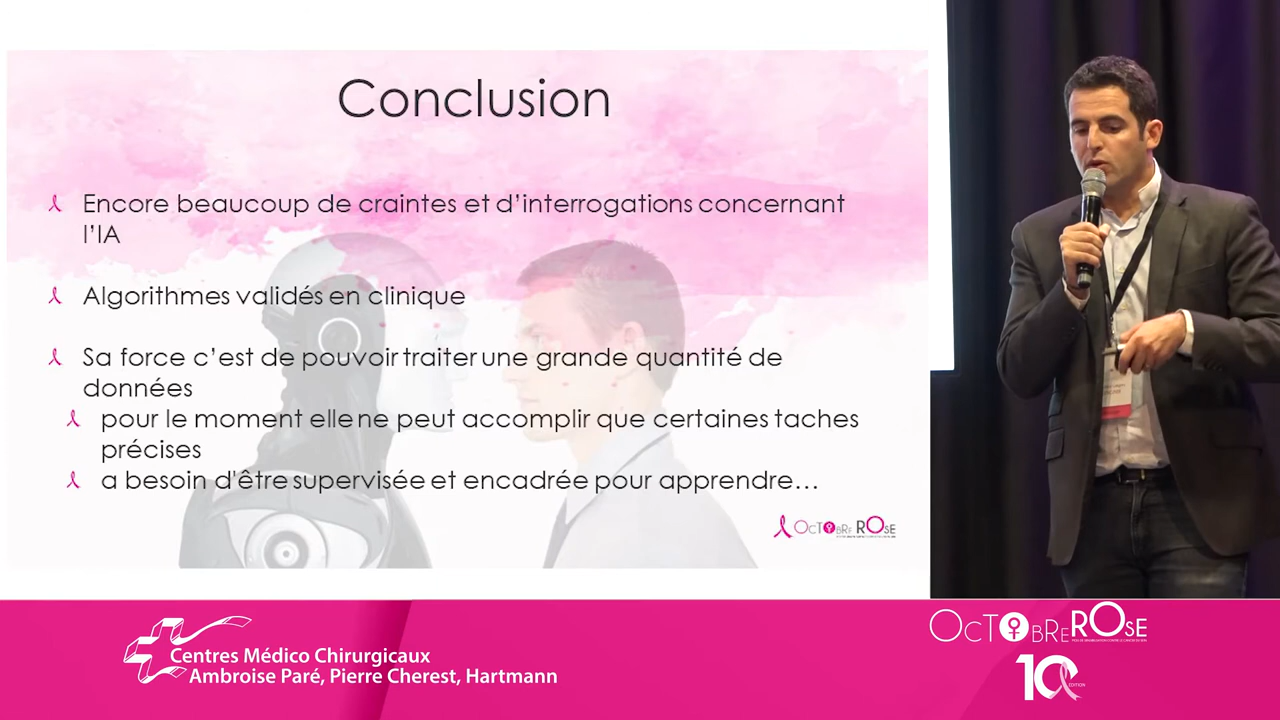 Conclusion
Encore beaucoup de craintes et d'interrogations concernant
l'IA
Algorithmes validés en clinique
Sa force c'est de pouvoir traiter une grande quantité de
données
pour le moment elle ne peut accomplir que certaines taches
précises
a besoin d'être supervisée et encadrée pour apprendre...
OCTOBRE ROSE
Centres Médico Chirurgicaux
Ambroise Paré, Pierre Cherest, Hartmann
OCTOBRE ROSE
10
EDITION